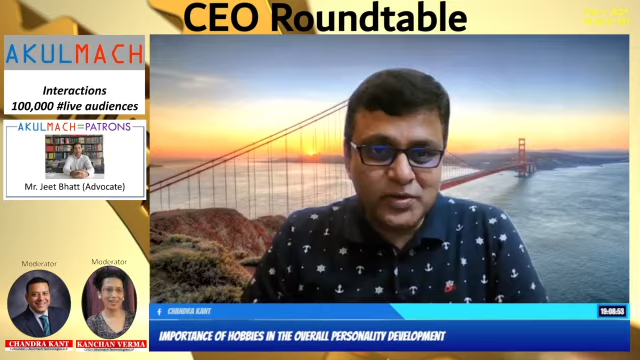 CEO Roundtable
AKULMACH
Interactions
100,000 #live audiences
AKULMACH=PATRONS
Mr. Jeet Bhatt (Advocate)
Moderator
Moderator
CHANDRA KANT
KANCHAN VERMA
CHANDRA KANT
19:08:53
IMPORTANCE OF HOBBIES IN THE OVERALL PERSONALITY DEVELOPMENT